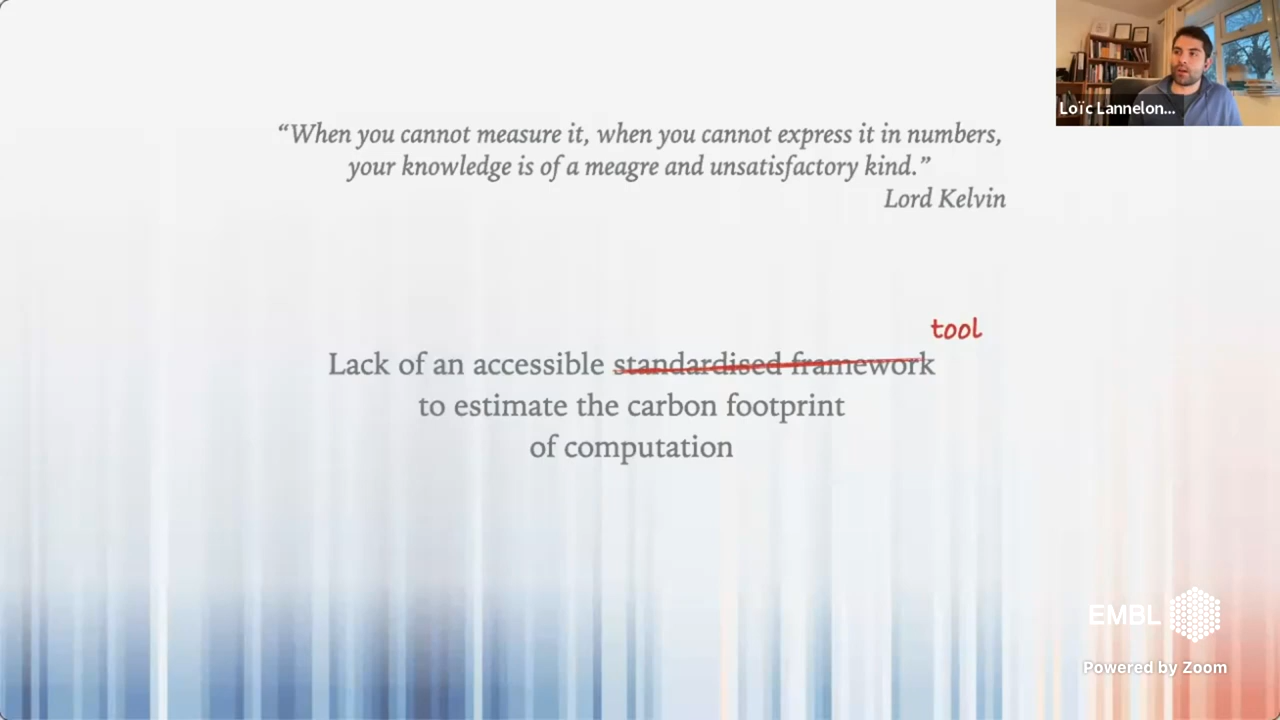 “When you cannot measure it, when you cannot express it in numbers,
your knowledge is of a meagre and unsatisfactory kind.”
Lord Kelvin
tool
Lack of an accessible standardised framework
to estimate the carbon footprint
of computation
Loïc Lannelon...
EMBL
Powered by Zoom